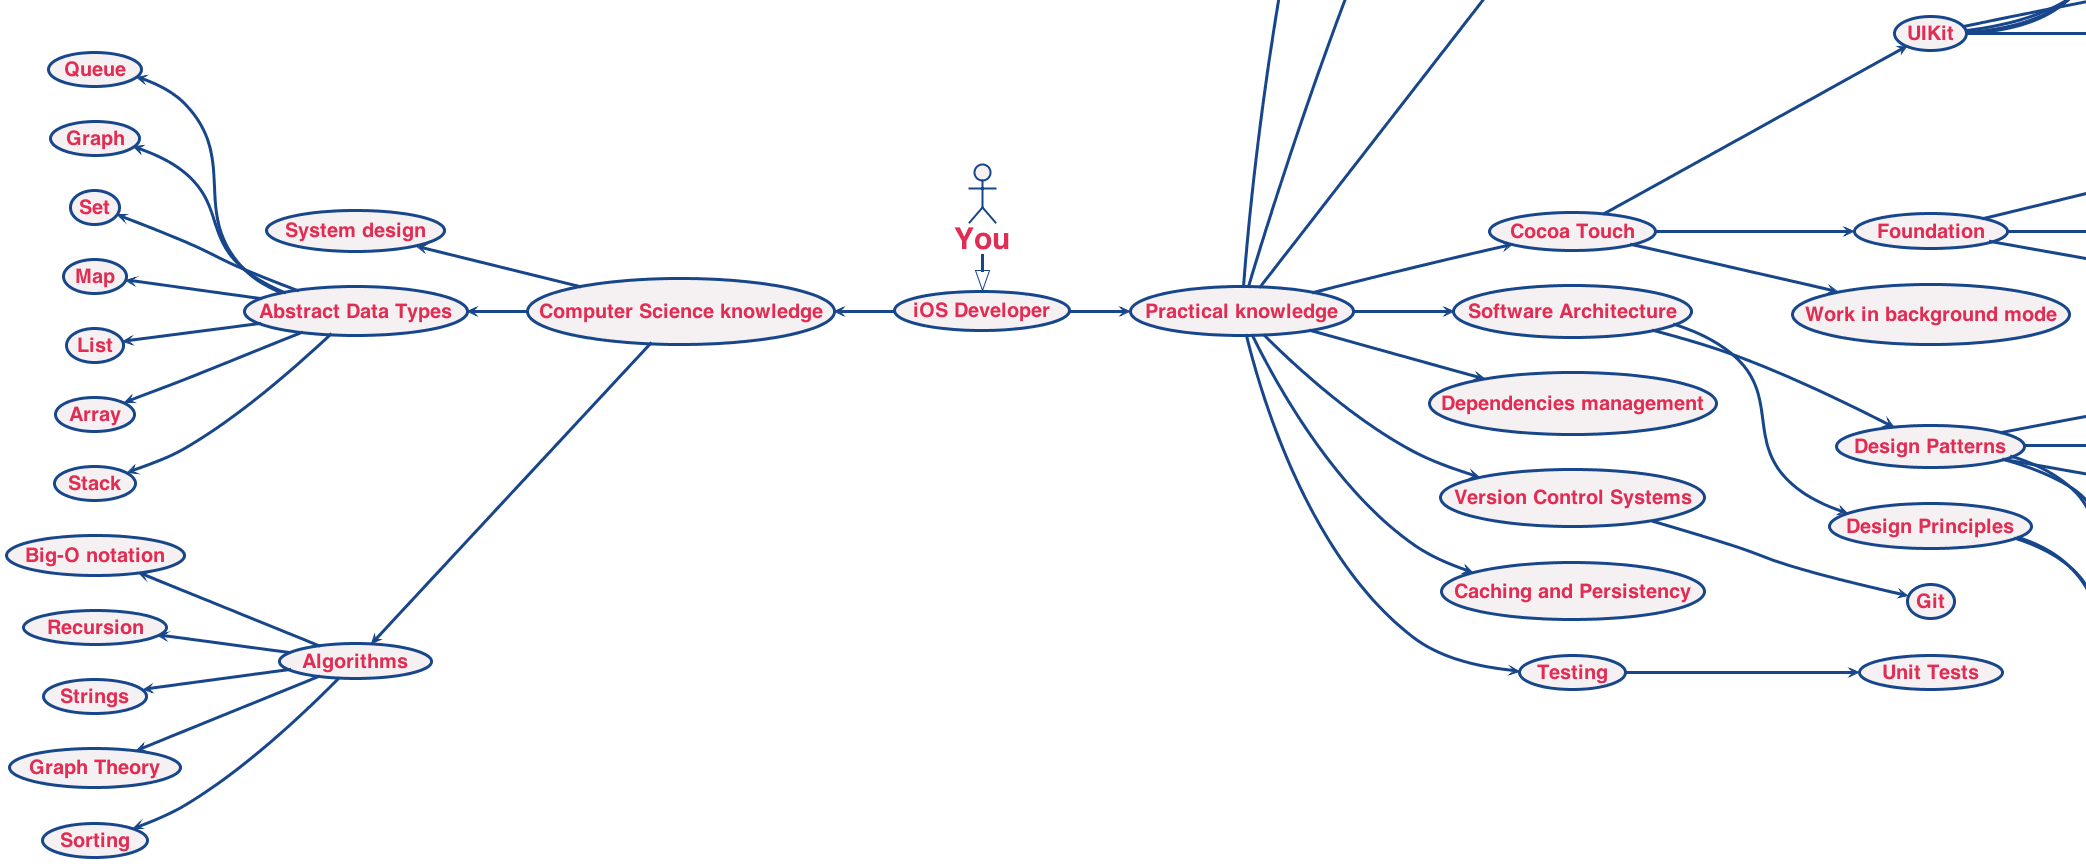 UIKit
Queue
Graph
Set
System design
You
Cocoa Touch
Foundation
Map
Abstract Data Types
Computer Science knowledge
iOS Developer
Practical knowledge
Software Architecture
Work in background mode
List
Dependencies management
Array
Design Patterns
Stack
Version Control Systems
Design Principles
Big-O notation
Caching and Persistency
Git
Recursion
Algorithms
Testing
Unit Tests
Strings
Graph Theory
Sorting